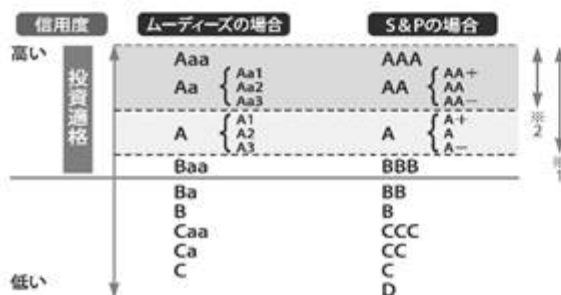 信用度 ムーディーズの場合 S&Pの場合
高い
投資適格
Aaa AAA
Aa { Aa1 Aa2 Aa3 AA { AA+ AA AA−
A { A1 A2 A3 A { A+ A A−
Baa BBB
※2
※1
Ba BB
B B
Caa CCC
Ca CC
C C
低い D